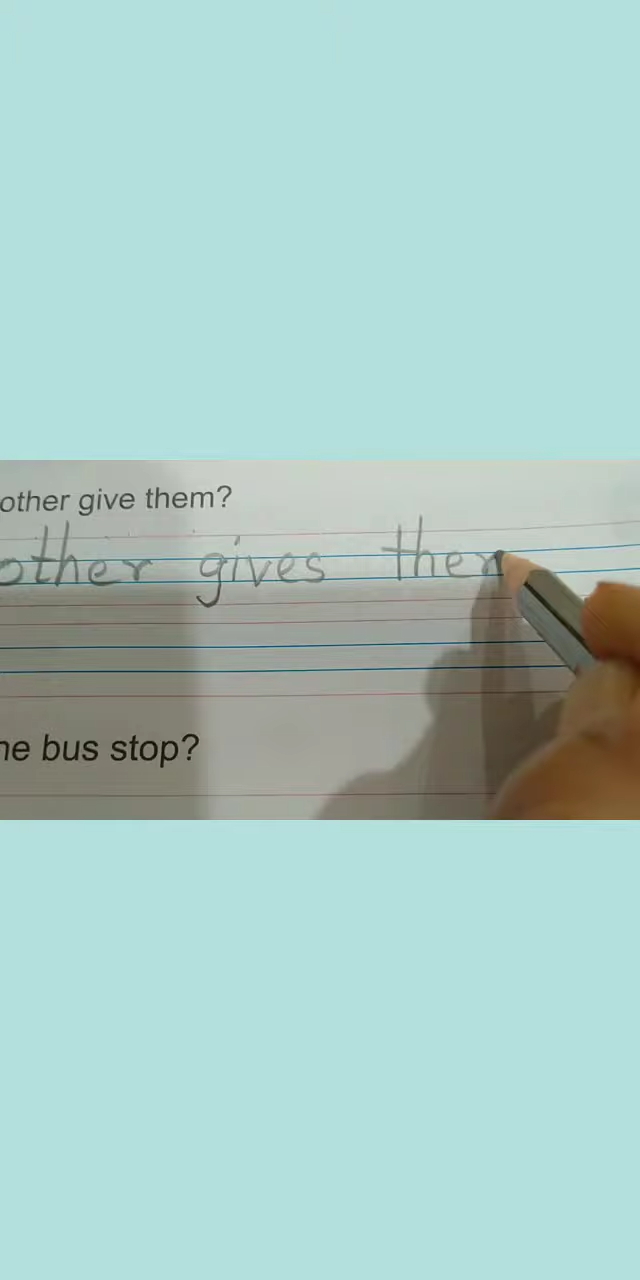 other give them?
other gives ther
he bus stop?